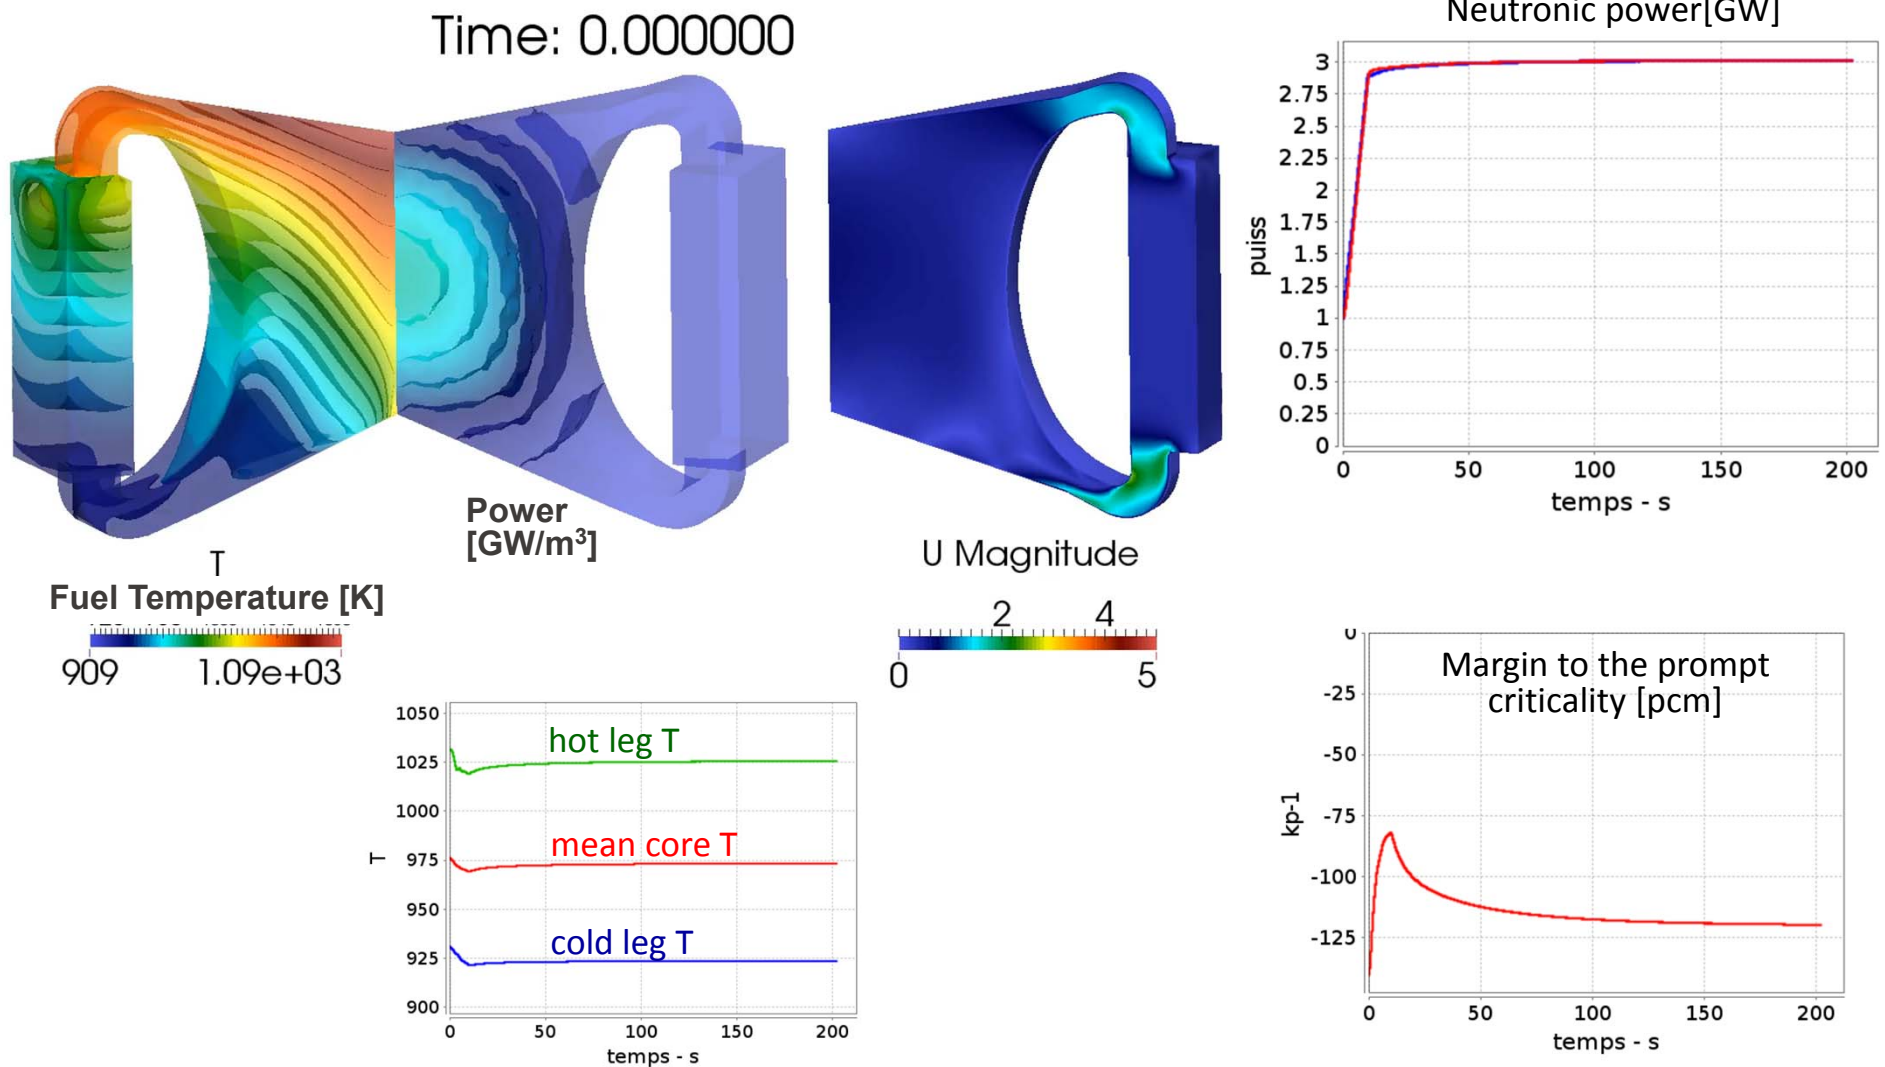 Time: 0.000000
Neutronic power[GW]
3
2.75
2.5
2.25
2
1.75
1.5
1.25
1
0.75
0.5
0.25
0
puiss
0 50 100 150 200
temps - s
Power
[GW/m³]
T
Fuel Temperature [K]
909 1.09e+03
U Magnitude
2 4
0 5
1050
1025
1000
975
950
925
900
T
hot leg T
mean core T
cold leg T
0 50 100 150 200
temps - s
0
-25
-50
-75
-100
-125
kp-1
Margin to the prompt
criticality [pcm]
0 50 100 150 200
temps - s